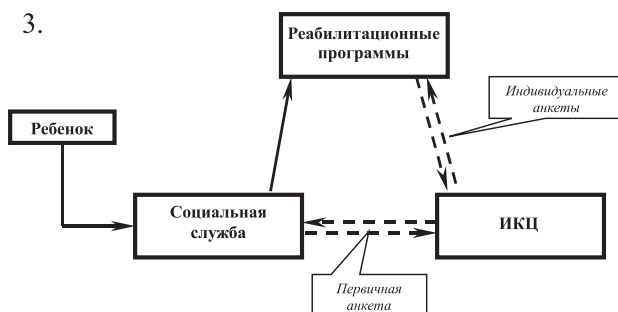 3.
Реабилитационные
программы
Индивидуальные
анкеты
Ребенок
Социальная
служба
ИКЦ
Первичная
анкета